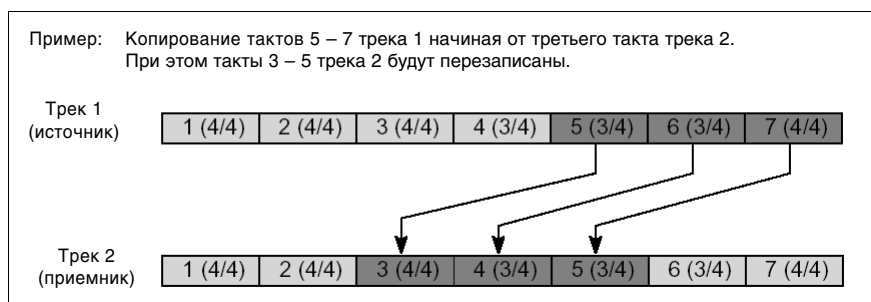 Пример: Копирование тактов 5 – 7 трека 1 начиная от третьего такта трека 2.
При этом такты 3 – 5 трека 2 будут перезаписаны.
Трек 1
(источник)
1 (4/4) 2 (4/4) 3 (4/4) 4 (3/4) 5 (3/4) 6 (3/4) 7 (4/4)
Трек 2
(приемник)
1 (4/4) 2 (4/4) 3 (4/4) 4 (3/4) 5 (3/4) 6 (3/4) 7 (4/4)